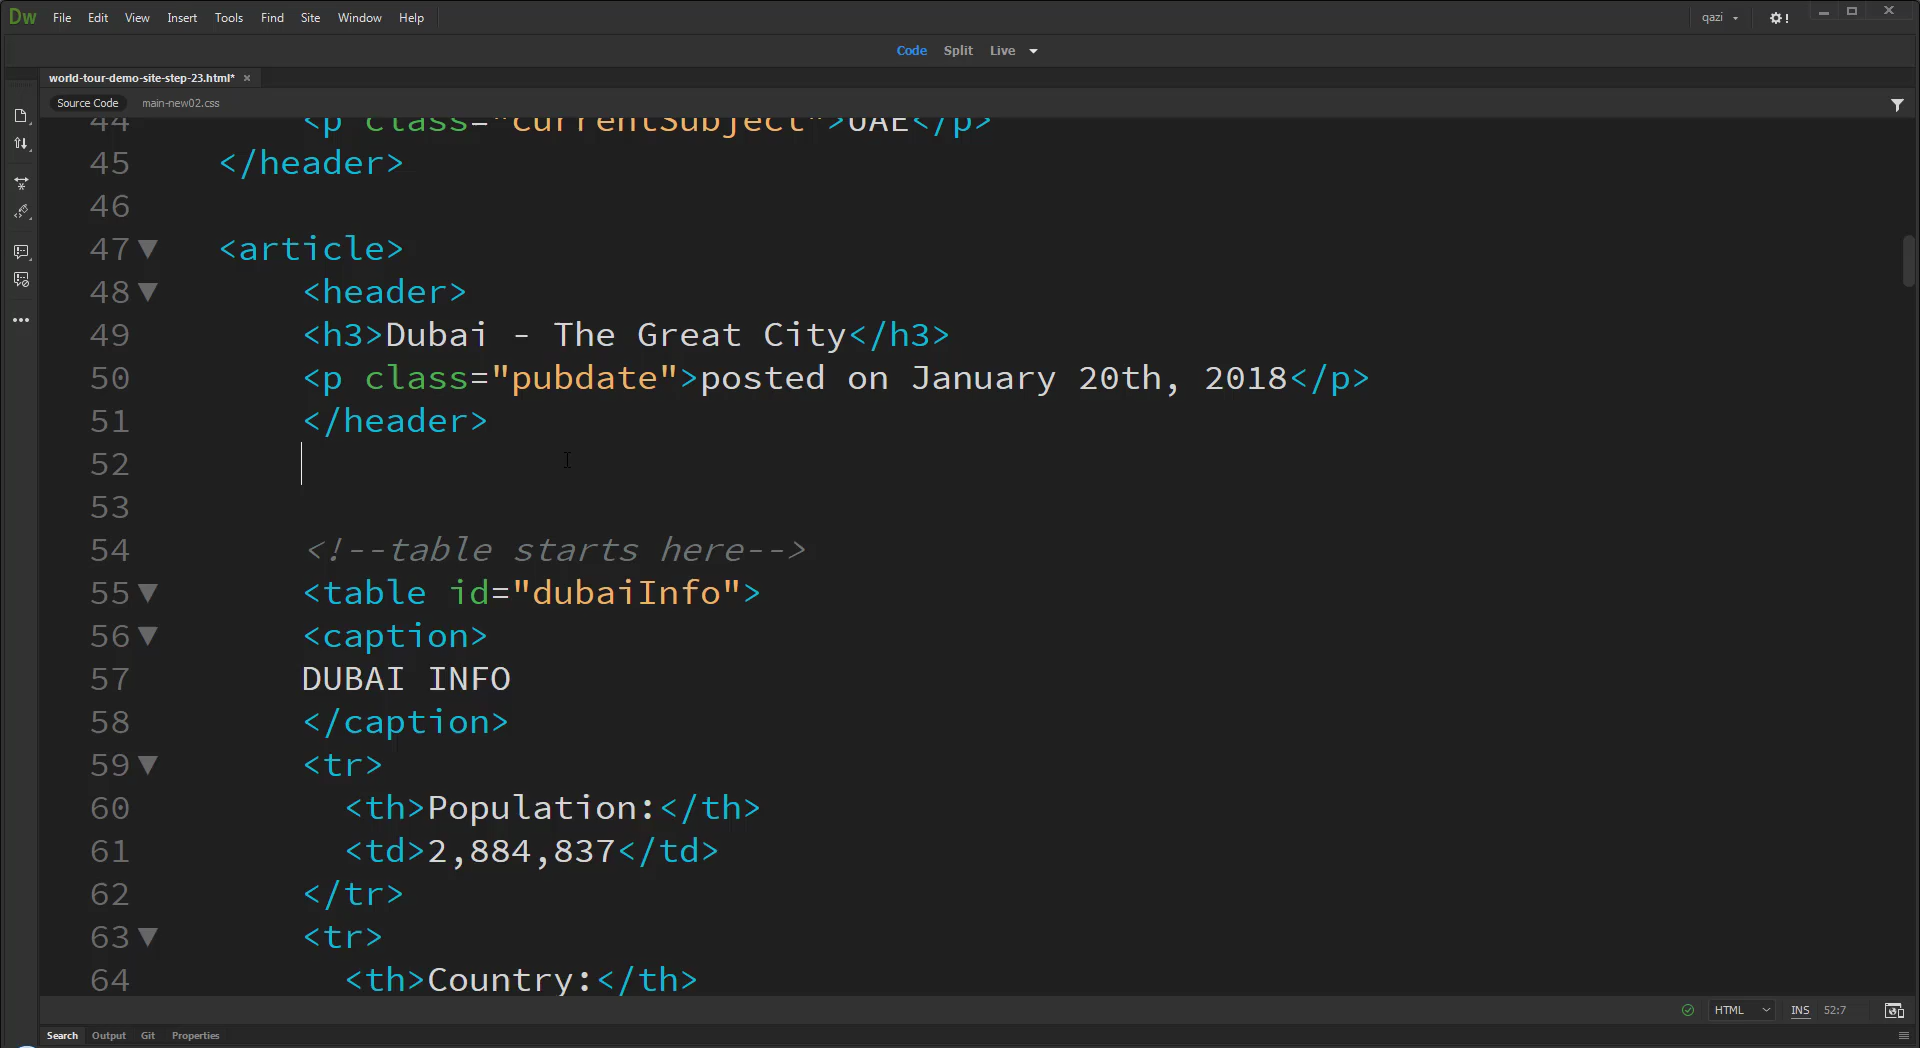 Dw File Edit View Insert Tools Find Site Window Help qazi
Code Split Live
world-tour-demo-site-step-23.html* ×
Source Code main-new02.css
44 <p class="currentSubject">UAE</p>
45 </header>
46
47 <article>
48 <header>
49 <h3>Dubai - The Great City</h3>
50 <p class="pubdate">posted on January 20th, 2018</p>
51 </header>
52
53
54 <!--table starts here-->
55 <table id="dubaiInfo">
56 <caption>
57 DUBAI INFO
58 </caption>
59 <tr>
60 <th>Population:</th>
61 <td>2,884,837</td>
62 </tr>
63 <tr>
64 <th>Country:</th>
HTML INS 52:7
Search Output Git Properties